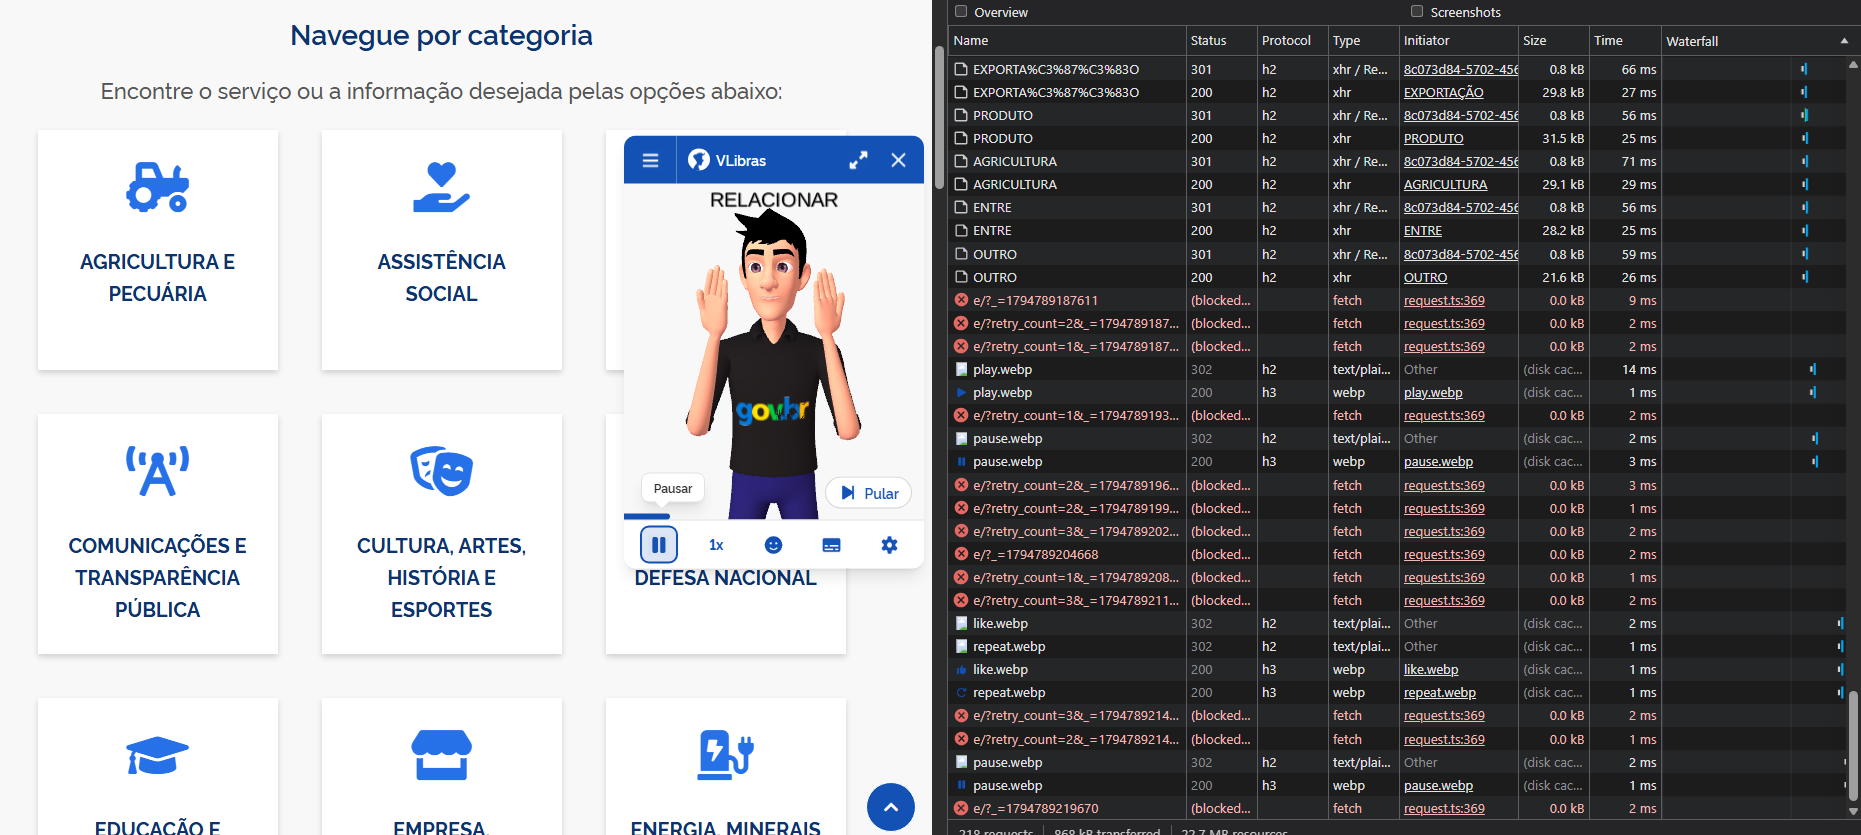 Navegue por categoria
Encontre o serviço ou a informação desejada pelas opções abaixo:
AGRICULTURA E
PECUÁRIA
ASSISTÊNCIA
SOCIAL
VLibras
RELACIONAR
gov.br
Pausar
Pular
1x
COMUNICAÇÕES E
TRANSPARÊNCIA
PÚBLICA
CULTURA, ARTES,
HISTÓRIA E
ESPORTES
DEFESA NACIONAL
EDUCAÇÃO E
EMPRESA,
ENERGIA, MINERAIS
Overview Screenshots
Name Status Protocol Type Initiator Size Time Waterfall
EXPORTA%C3%87%C3%83O 301 h2 xhr / Re... 8c073d84-5702-456 0.8 kB 66 ms
EXPORTA%C3%87%C3%83O 200 h2 xhr EXPORTAÇÃO 29.8 kB 27 ms
PRODUTO 301 h2 xhr / Re... 8c073d84-5702-456 0.8 kB 56 ms
PRODUTO 200 h2 xhr PRODUTO 31.5 kB 25 ms
AGRICULTURA 301 h2 xhr / Re... 8c073d84-5702-456 0.8 kB 71 ms
AGRICULTURA 200 h2 xhr AGRICULTURA 29.1 kB 29 ms
ENTRE 301 h2 xhr / Re... 8c073d84-5702-456 0.8 kB 56 ms
ENTRE 200 h2 xhr ENTRE 28.2 kB 25 ms
OUTRO 301 h2 xhr / Re... 8c073d84-5702-456 0.8 kB 59 ms
OUTRO 200 h2 xhr OUTRO 21.6 kB 26 ms
e/?_=1794789187611 (blocked... fetch request.ts:369 0.0 kB 9 ms
e/?retry_count=2&_=1794789187... (blocked... fetch request.ts:369 0.0 kB 2 ms
e/?retry_count=1&_=1794789187... (blocked... fetch request.ts:369 0.0 kB 2 ms
play.webp 302 h2 text/plai... Other (disk cac... 14 ms
play.webp 200 h3 webp play.webp (disk cac... 1 ms
e/?retry_count=1&_=1794789193... (blocked... fetch request.ts:369 0.0 kB 2 ms
pause.webp 302 h2 text/plai... Other (disk cac... 2 ms
pause.webp 200 h3 webp pause.webp (disk cac... 3 ms
e/?retry_count=2&_=1794789196... (blocked... fetch request.ts:369 0.0 kB 3 ms
e/?retry_count=2&_=1794789199... (blocked... fetch request.ts:369 0.0 kB 2 ms
e/?retry_count=3&_=1794789202... (blocked... fetch request.ts:369 0.0 kB 2 ms
e/?_=1794789204668 (blocked... fetch request.ts:369 0.0 kB 2 ms
e/?retry_count=1&_=1794789208... (blocked... fetch request.ts:369 0.0 kB 1 ms
e/?retry_count=3&_=1794789211... (blocked... fetch request.ts:369 0.0 kB 2 ms
like.webp 302 h2 text/plai... Other (disk cac... 2 ms
repeat.webp 302 h2 text/plai... Other (disk cac... 1 ms
like.webp 200 h3 webp like.webp (disk cac... 1 ms
repeat.webp 200 h3 webp repeat.webp (disk cac... 1 ms
e/?retry_count=3&_=1794789214... (blocked... fetch request.ts:369 0.0 kB 2 ms
e/?retry_count=2&_=1794789214... (blocked... fetch request.ts:369 0.0 kB 1 ms
pause.webp 302 h2 text/plai... Other (disk cac... 2 ms
pause.webp 200 h3 webp pause.webp (disk cac... 1 ms
e/?_=1794789219670 (blocked... fetch request.ts:369 0.0 kB 2 ms
218 requests 868 kB transferred 22.7 MB resources